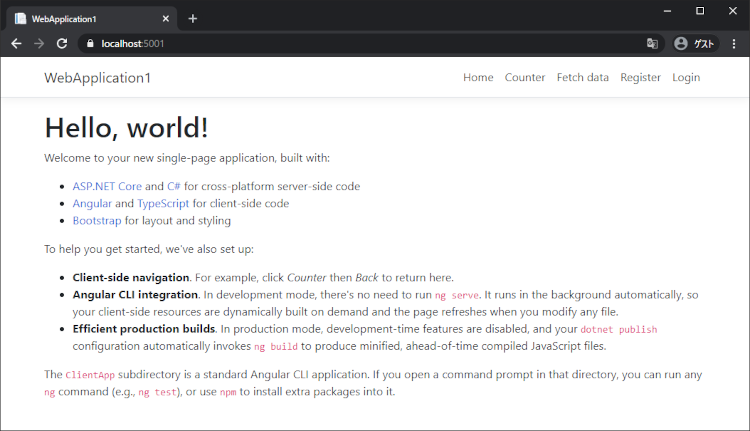 WebApplication1
localhost:5001
ゲスト
WebApplication1 Home Counter Fetch data Register Login
Hello, world!
Welcome to your new single-page application, built with:
ASP.NET Core and C# for cross-platform server-side code
Angular and TypeScript for client-side code
Bootstrap for layout and styling
To help you get started, we've also set up:
Client-side navigation. For example, click Counter then Back to return here.
Angular CLI integration. In development mode, there's no need to run ng serve. It runs in the background automatically, so
your client-side resources are dynamically built on demand and the page refreshes when you modify any file.
Efficient production builds. In production mode, development-time features are disabled, and your dotnet publish
configuration automatically invokes ng build to produce minified, ahead-of-time compiled JavaScript files.
The ClientApp subdirectory is a standard Angular CLI application. If you open a command prompt in that directory, you can run any
ng command (e.g., ng test), or use npm to install extra packages into it.